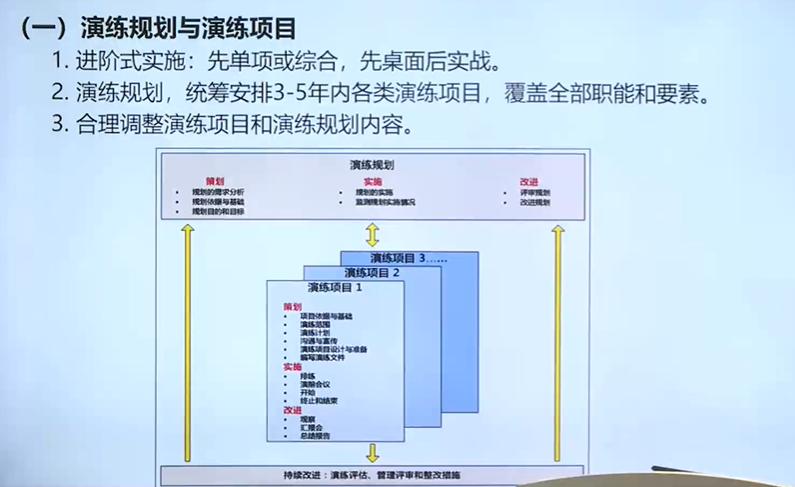 （一）演练规划与演练项目
1. 进阶式实施：先单项或综合，先桌面后实战。
2. 演练规划，统筹安排3-5年内各类演练项目，覆盖全部职能和要素。
3. 合理调整演练项目和演练规划内容。
演练规划
策划
• 规划的需求分析
• 规划依据与基础
• 规划目的和目标
实施
• 规划的实施
• 监测规划实施情况
改进
• 评审规划
• 改进规划
演练项目 3……
演练项目 2
演练项目 1
策划
• 项目依据与基础
• 演练范围
• 演练计划
• 沟通与宣传
• 演练项目设计与准备
• 编写演练文件
实施
• 排练
• 演前会议
• 开始
• 终止和结束
改进
• 观察
• 汇报会
• 总结报告
持续改进：演练评估、管理评审和整改措施